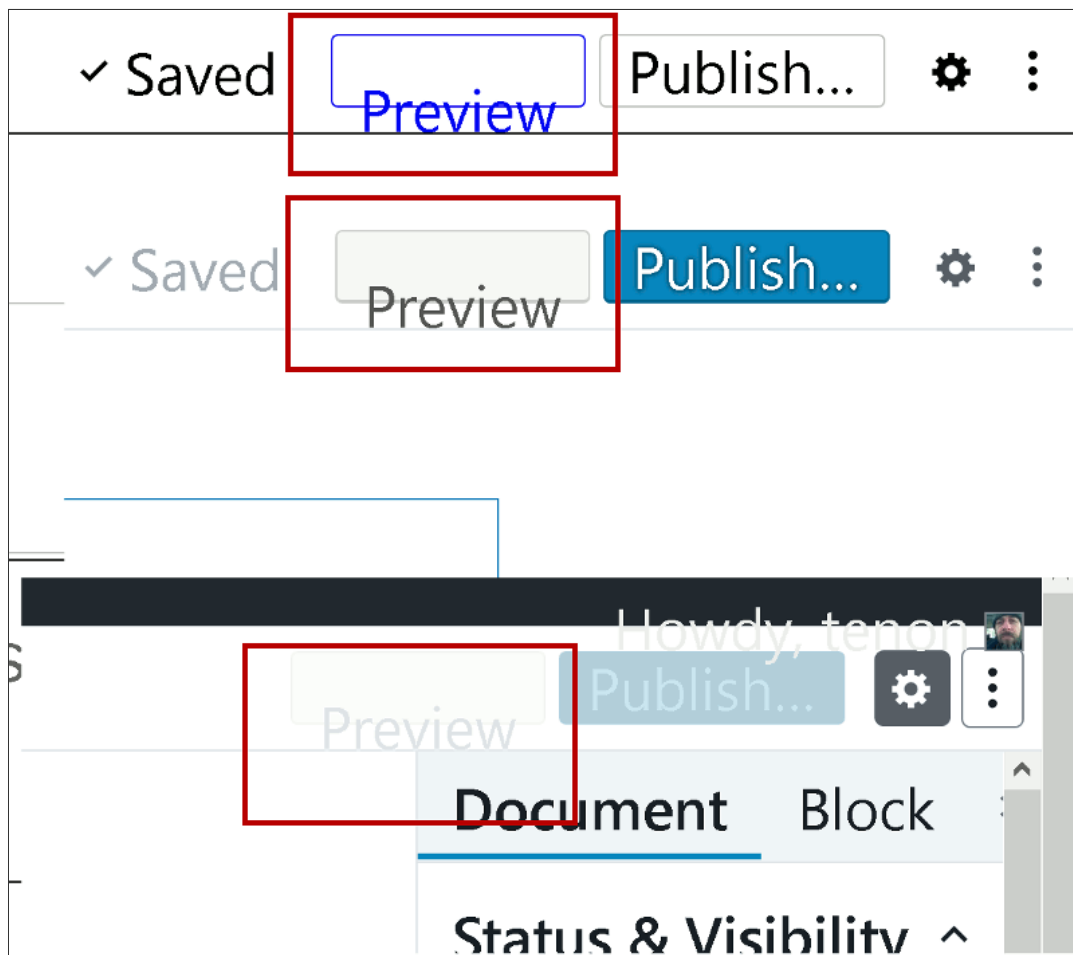 Saved Publish...
Preview
Saved Publish...
Preview
Howdy, tenon
s Publish...
Preview
Document Block
Status & Visibility